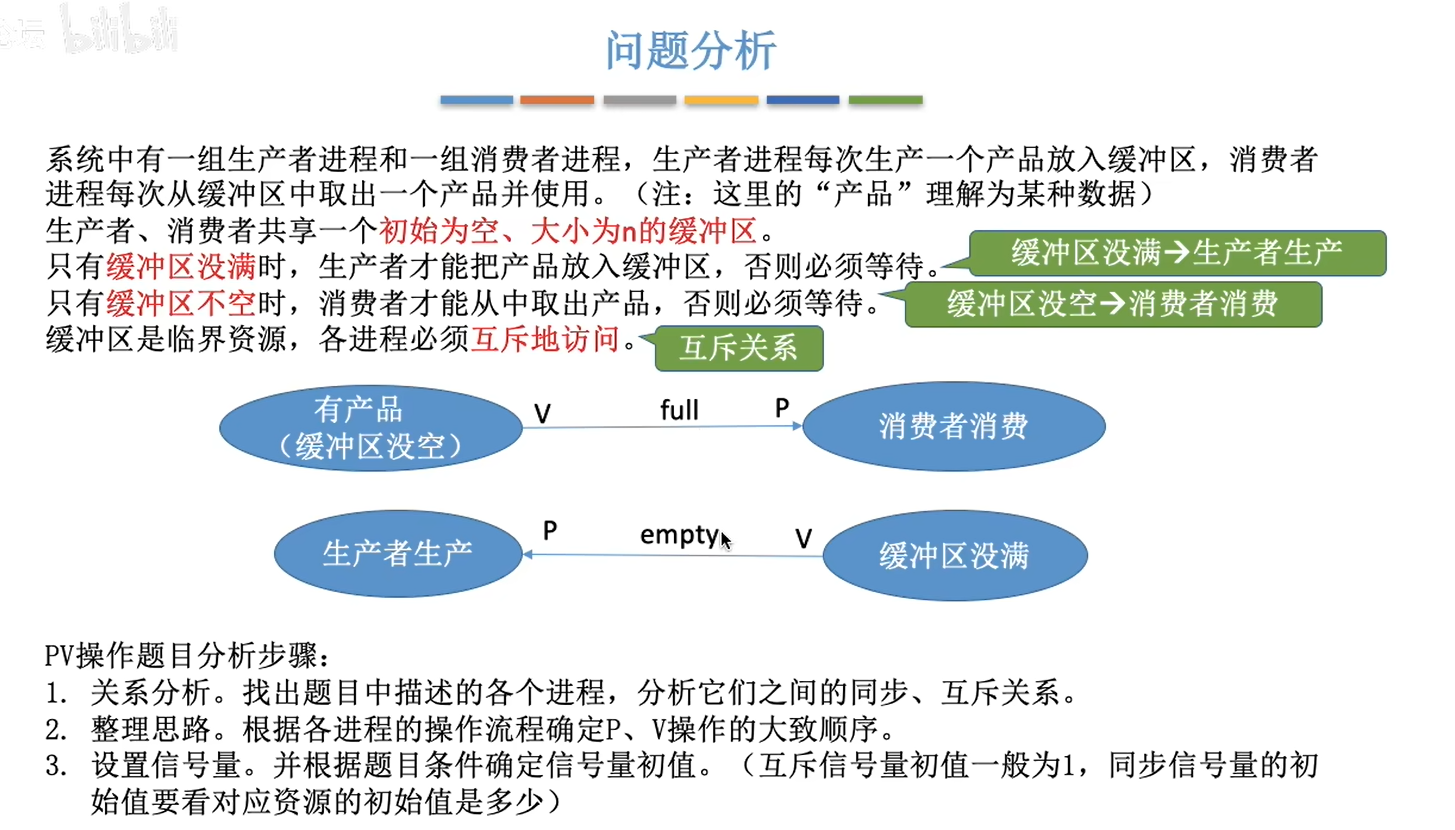 bilibili
问题分析
系统中有一组生产者进程和一组消费者进程，生产者进程每次生产一个产品放入缓冲区，消费者
进程每次从缓冲区中取出一个产品并使用。（注：这里的“产品”理解为某种数据）
生产者、消费者共享一个初始为空、大小为n的缓冲区。
只有缓冲区没满时，生产者才能把产品放入缓冲区，否则必须等待。
缓冲区没满→生产者生产
只有缓冲区不空时，消费者才能从中取出产品，否则必须等待。
缓冲区没空→消费者消费
缓冲区是临界资源，各进程必须互斥地访问。
互斥关系
有产品
（缓冲区没空）
V full P
消费者消费
生产者生产
P empty V
缓冲区没满
PV操作题目分析步骤：
1. 关系分析。找出题目中描述的各个进程，分析它们之间的同步、互斥关系。
2. 整理思路。根据各进程的操作流程确定P、V操作的大致顺序。
3. 设置信号量。并根据题目条件确定信号量初值。（互斥信号量初值一般为1，同步信号量的初
始值要看对应资源的初始值是多少）